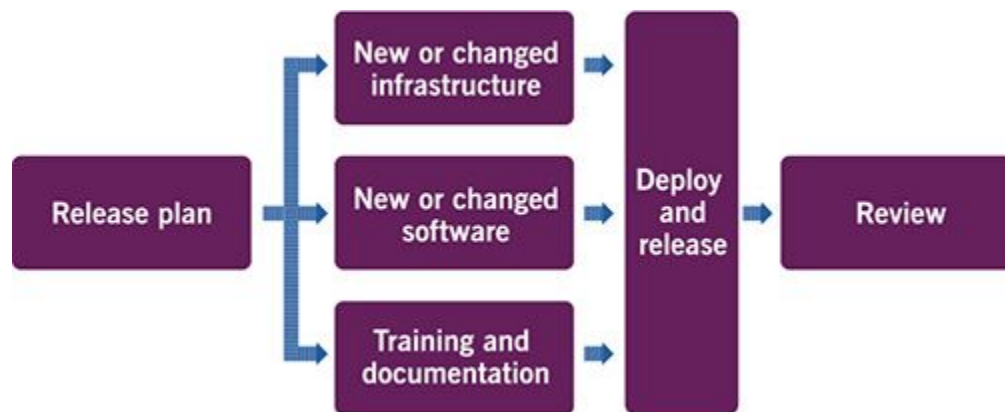 Release plan
New or changed
infrastructure
New or changed
software
Training and
documentation
Deploy
and
release
Review